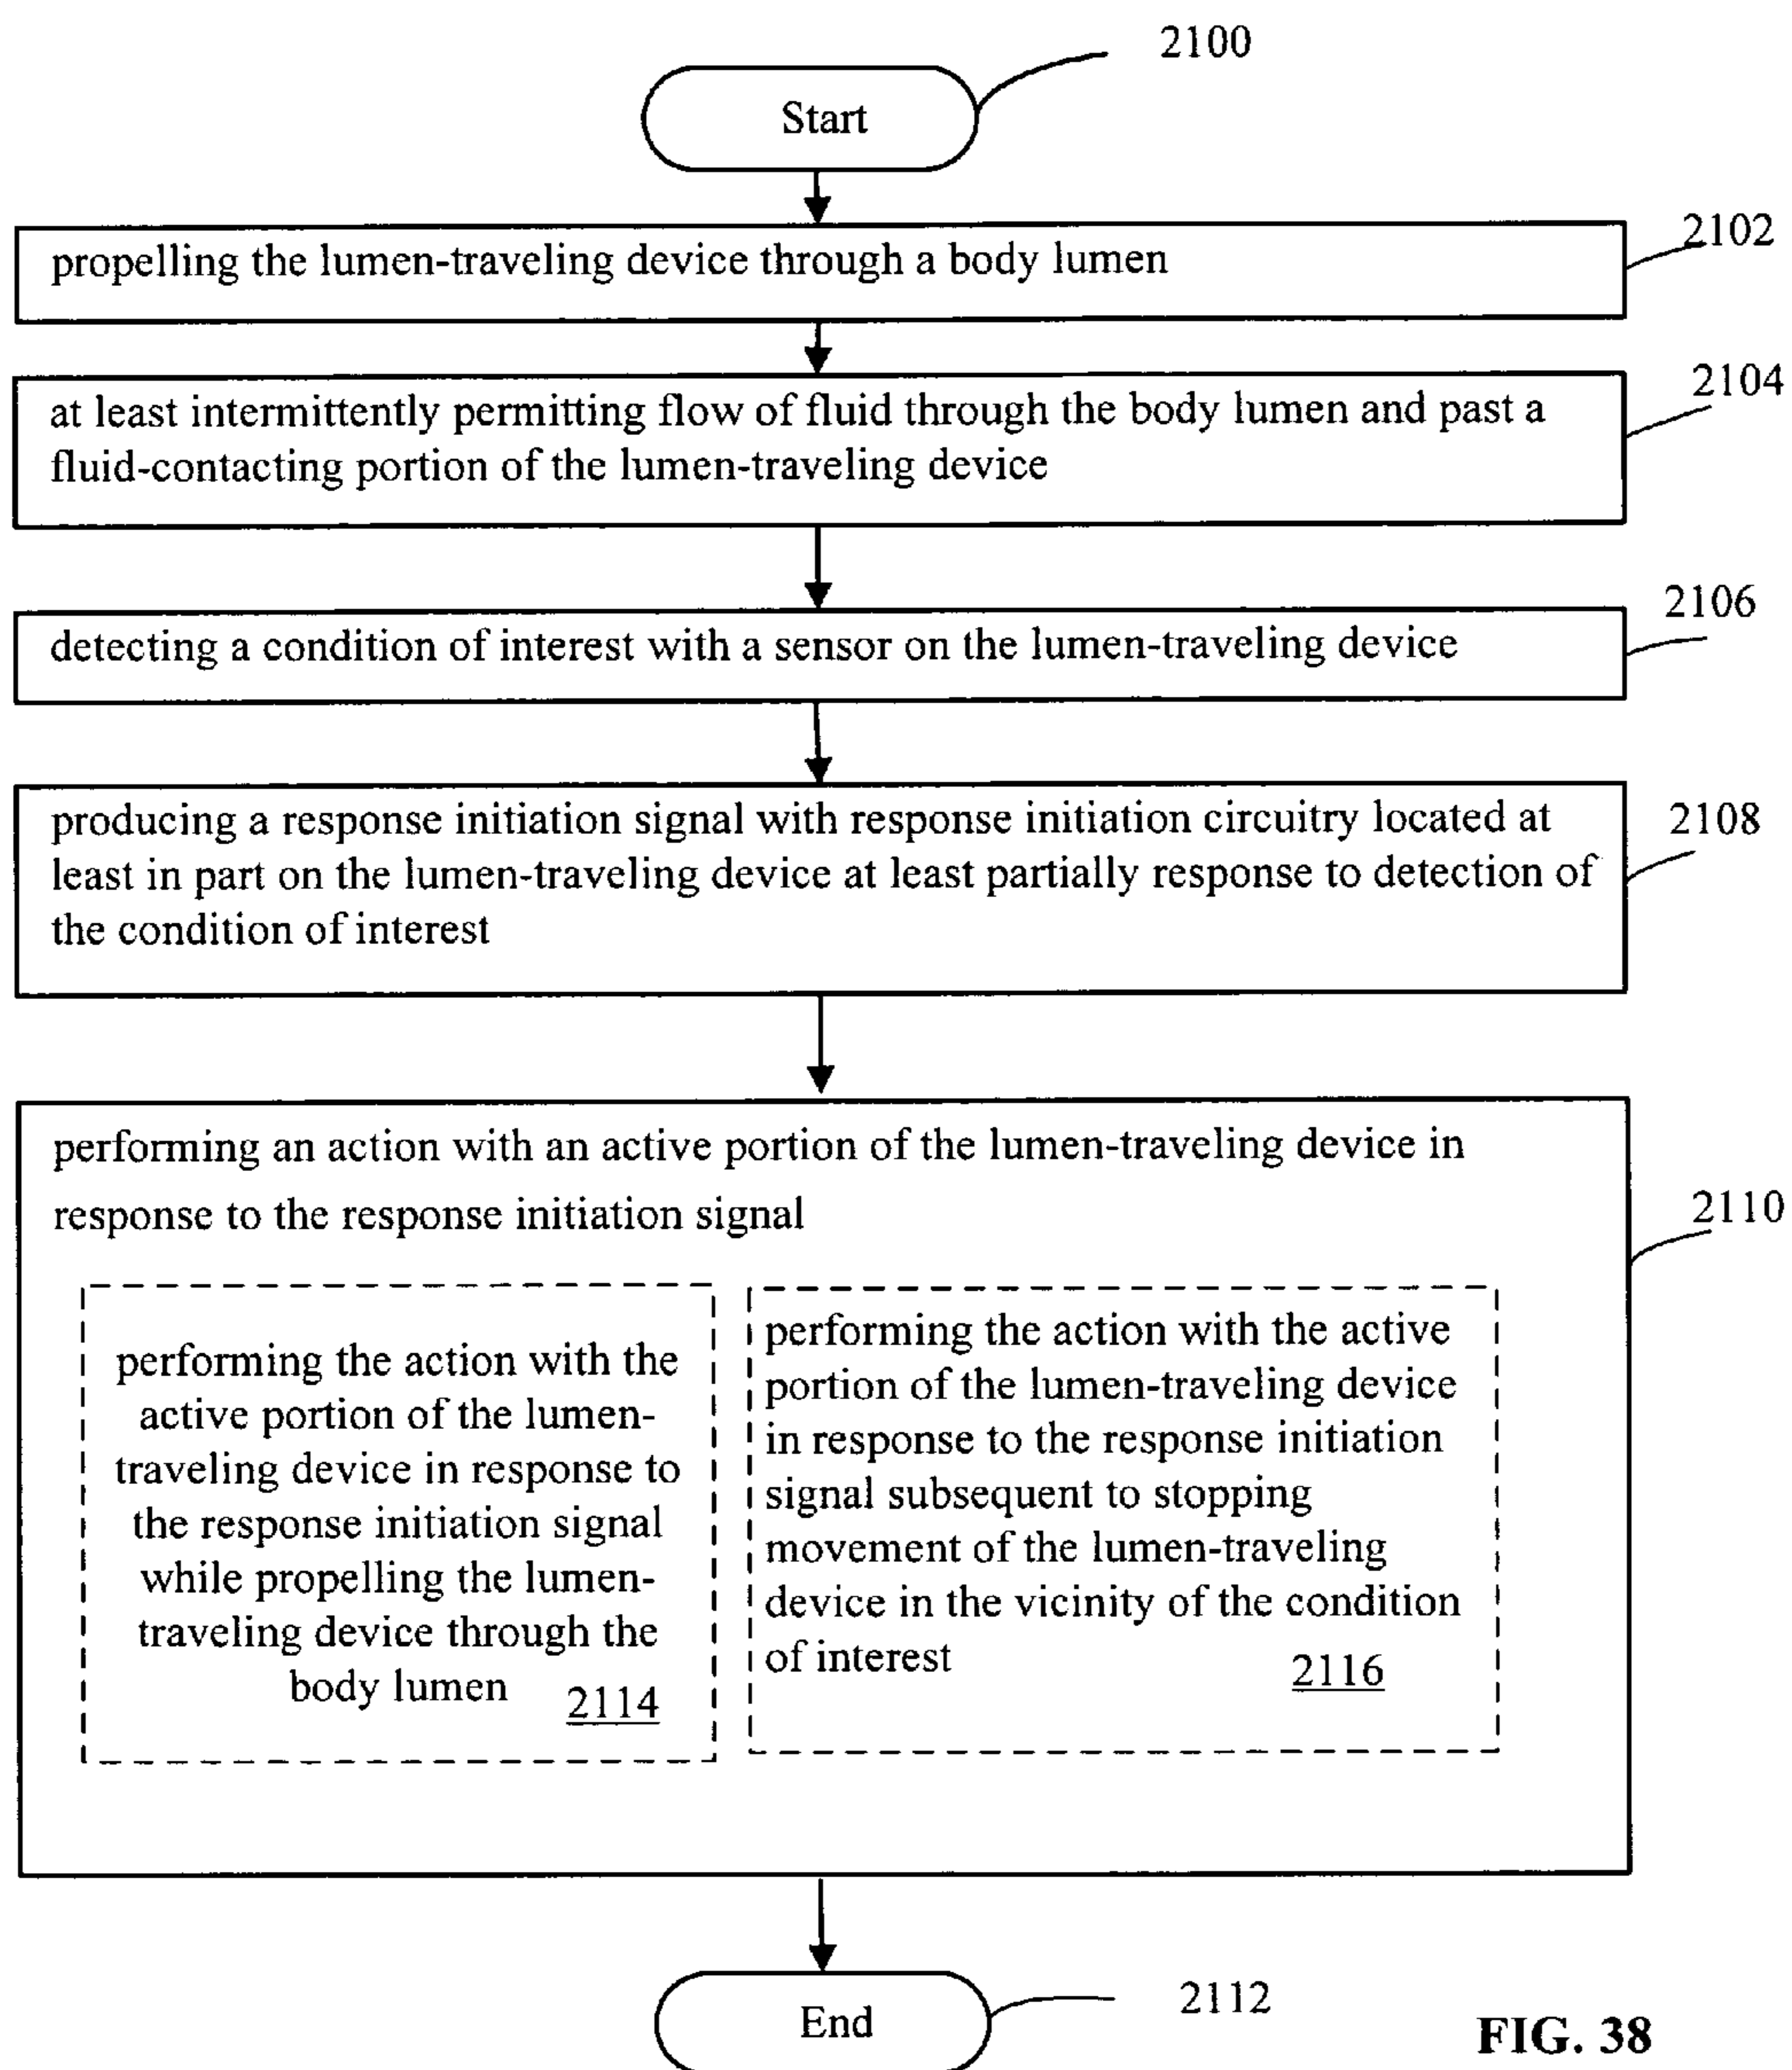 2100
Start
2102
propelling the lumen-traveling device through a body lumen
2104
at least intermittently permitting flow of fluid through the body lumen and past a
fluid-contacting portion of the lumen-traveling device
2106
detecting a condition of interest with a sensor on the lumen-traveling device
2108
producing a response initiation signal with response initiation circuitry located at
least in part on the lumen-traveling device at least partially response to detection of
the condition of interest
performing an action with an active portion of the lumen-traveling device in
response to the response initiation signal
2110
performing the action with the
active portion of the lumen-
traveling device in response to
the response initiation signal
while propelling the lumen-
traveling device through the
body lumen 2114
performing the action with the active
portion of the lumen-traveling device
in response to the response initiation
signal subsequent to stopping
movement of the lumen-traveling
device in the vicinity of the condition
of interest 2116
End
2112
FIG. 38